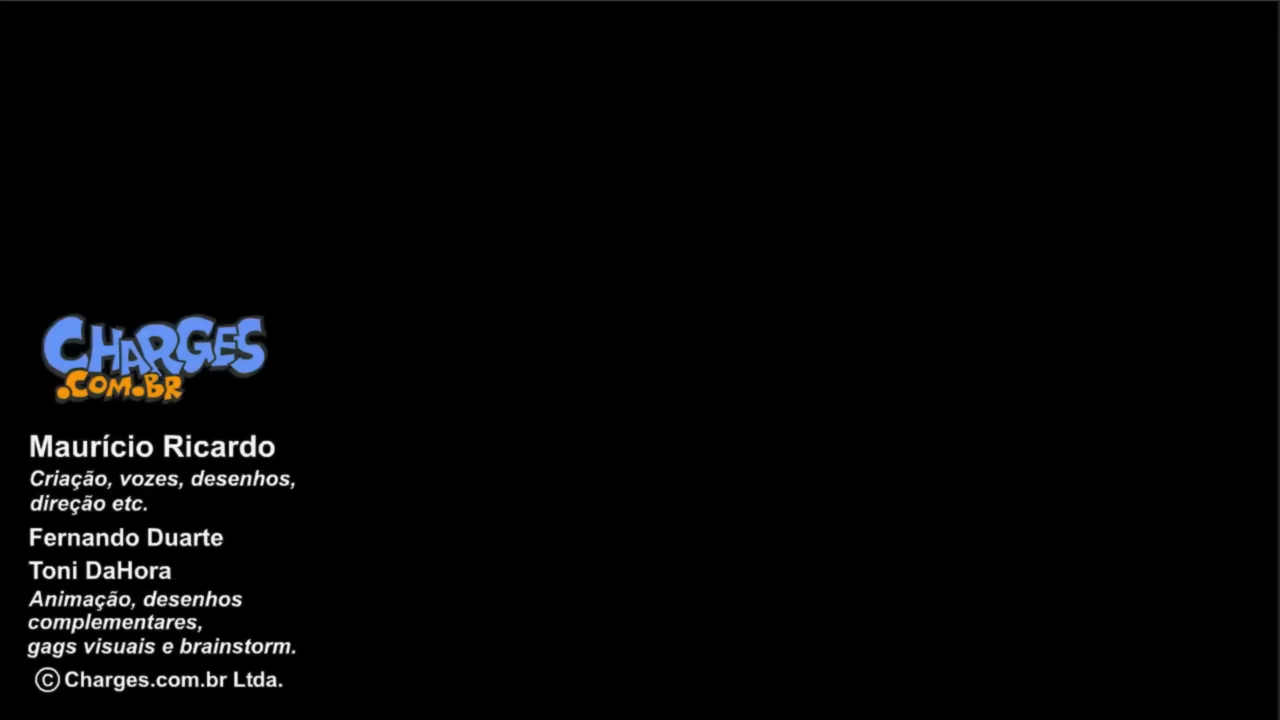 CHARGES
.COM.BR
Maurício Ricardo
Criação, vozes, desenhos,
direção etc.
Fernando Duarte
Toni DaHora
Animação, desenhos
complementares,
gags visuais e brainstorm.
© Charges.com.br Ltda.